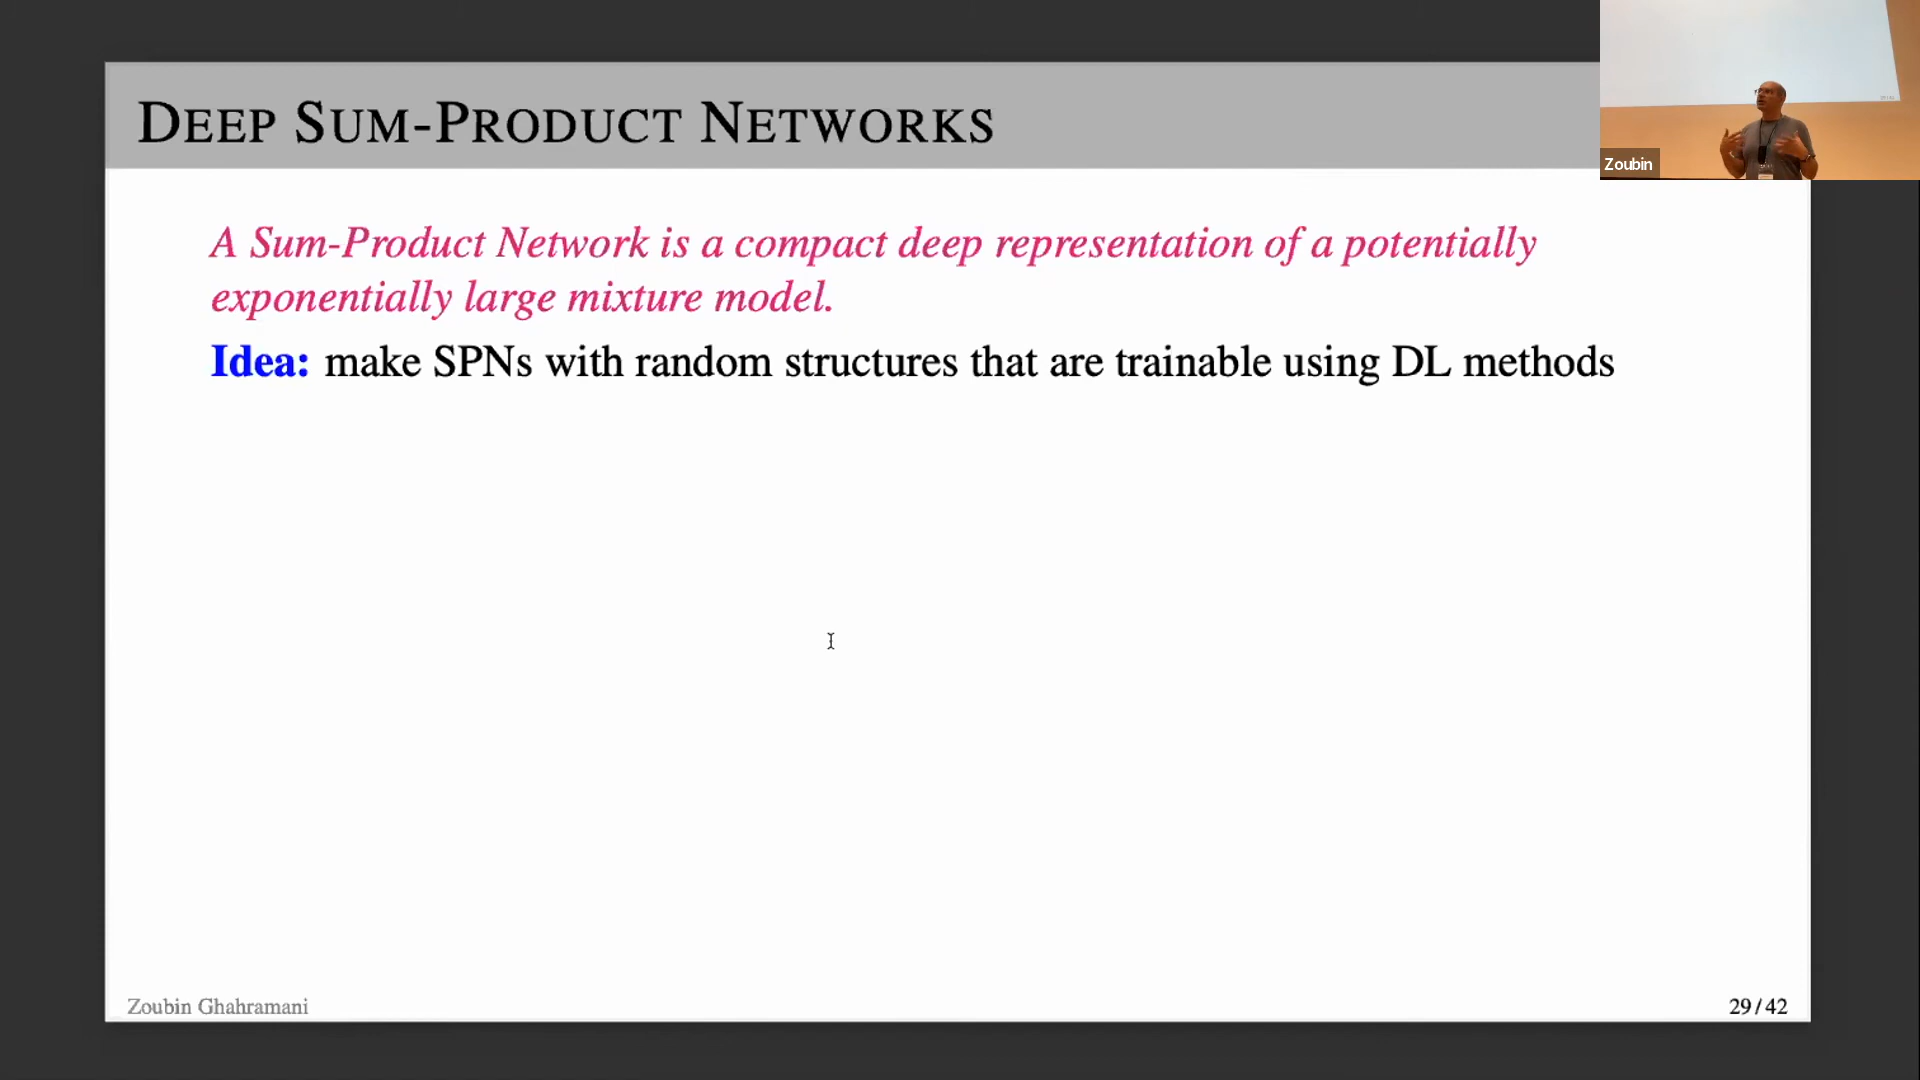 DEEP SUM-PRODUCT NETWORKS
Zoubin
A Sum-Product Network is a compact deep representation of a potentially
exponentially large mixture model.
Idea: make SPNs with random structures that are trainable using DL methods
Zoubin Ghahramani
29 / 42